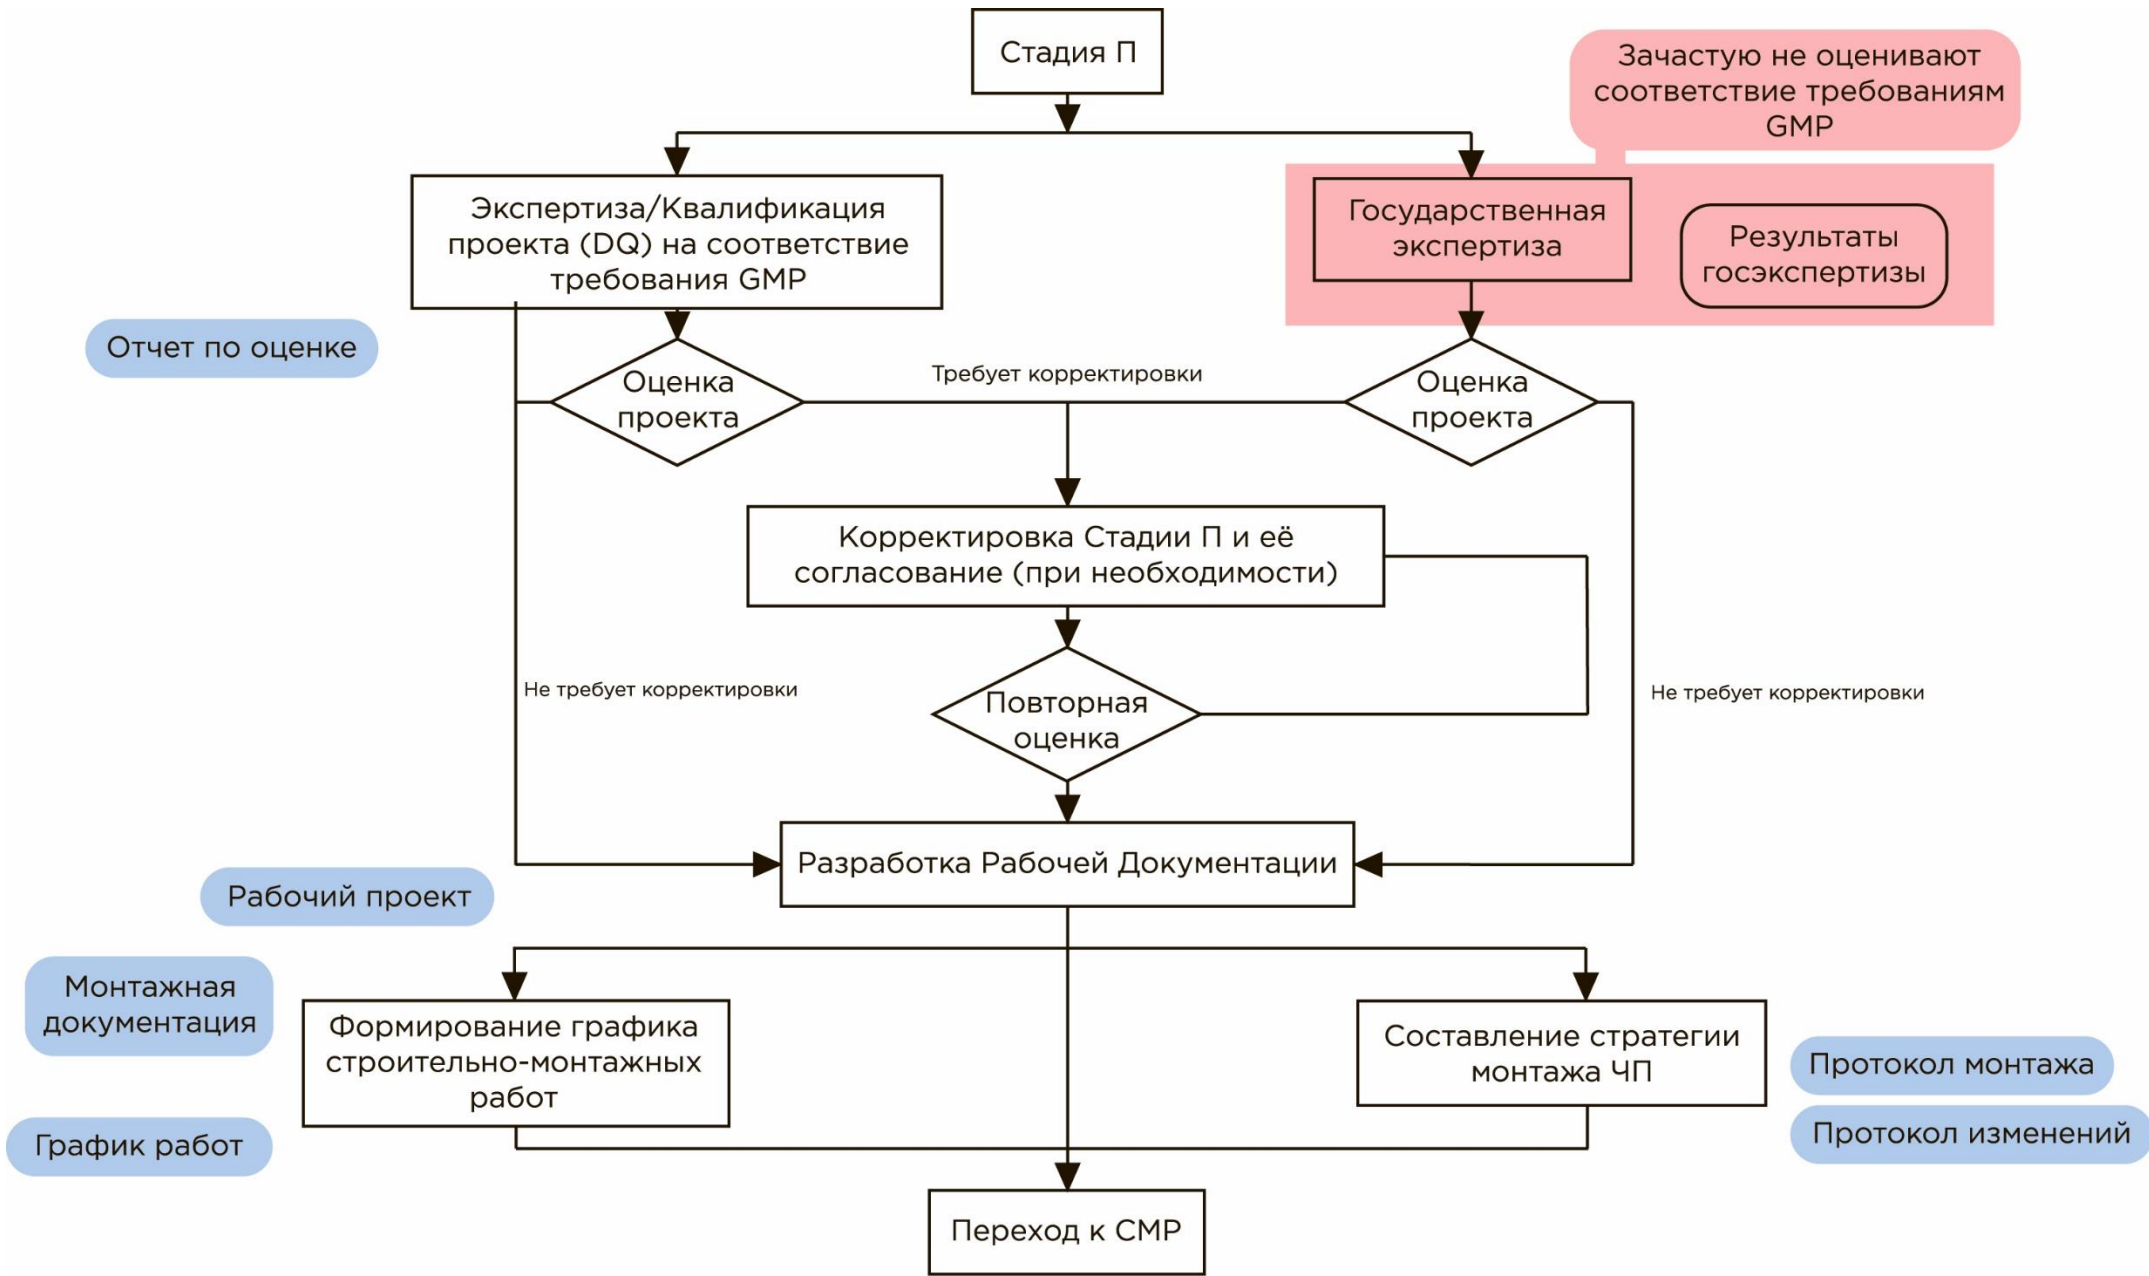 Стадия П
Зачастую не оценивают
соответствие требованиям
GMP
Экспертиза/Квалификация
проекта (DQ) на соответствие
требования GMP
Государственная
экспертиза
Результаты
госэкспертизы
Отчет по оценке
Оценка
проекта
Требует корректировки
Оценка
проекта
Корректировка Стадии П и её
согласование (при необходимости)
Не требует корректировки
Повторная
оценка
Не требует корректировки
Разработка Рабочей Документации
Рабочий проект
Монтажная
документация
Формирование графика
строительно-монтажных
работ
Составление стратегии
монтажа ЧП
Протокол монтажа
График работ
Протокол изменений
Переход к СМР